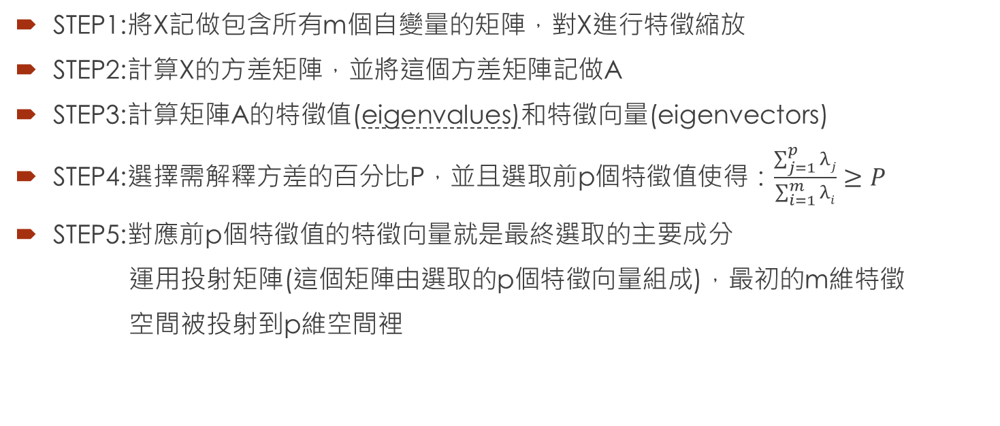 STEP1:將X記做包含所有m個自變量的矩陣，對X進行特徵縮放
STEP2:計算X的方差矩陣，並將這個方差矩陣記做A
STEP3:計算矩陣A的特徵值(eigenvalues)和特徵向量(eigenvectors)
STEP4:選擇需解釋方差的百分比P，並且選取前p個特徵值使得：$\frac{\sum_{j=1}^{p} λ_j}{\sum_{i=1}^{m} λ_i} ≥ P$
STEP5:對應前p個特徵值的特徵向量就是最終選取的主要成分
運用投射矩陣(這個矩陣由選取的p個特徵向量組成)，最初的m維特徵
空間被投射到p維空間裡